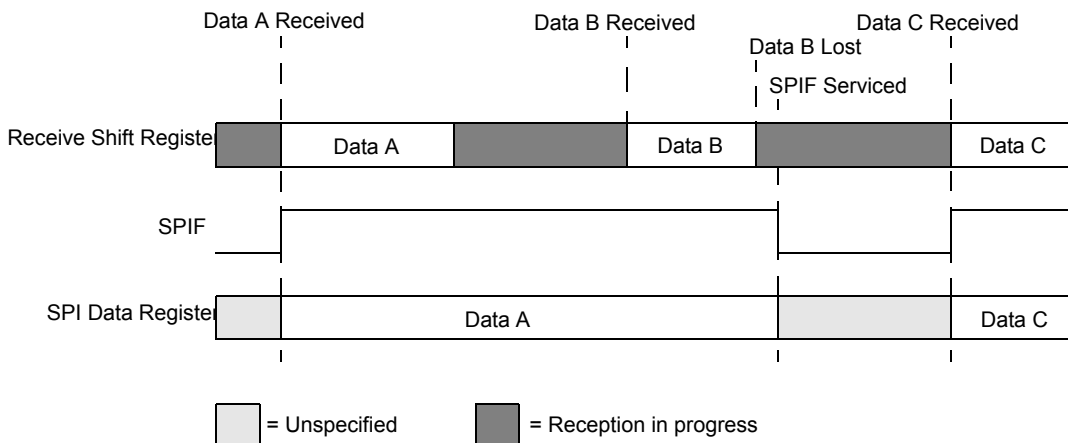 Data A Received
Data B Received
Data C Received
Data B Lost
SPIF Serviced
Receive Shift Register
Data A
Data B
Data C
SPIF
SPI Data Register
Data A
Data C
= Unspecified
= Reception in progress